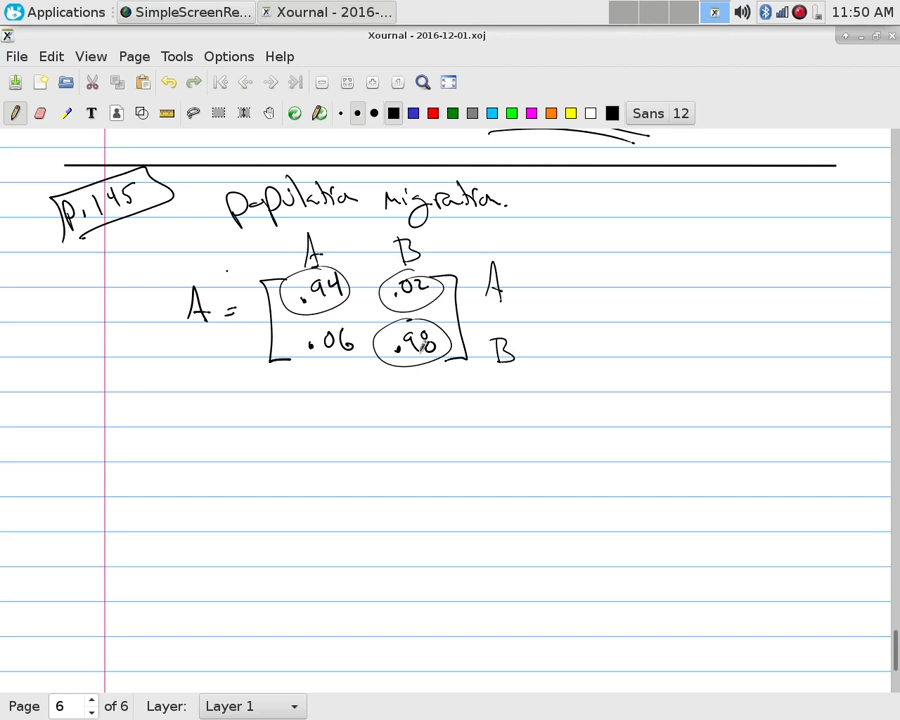 Applications SimpleScreenRe... Xournal - 2016-... 11:50 AM
Xournal - 2016-12-01.xoj
File Edit View Page Tools Options Help
Sans 12
p.145 Population migration.
A B
A = .94 .02 A
.06 .98 B
Page 6 of 6 Layer: Layer 1